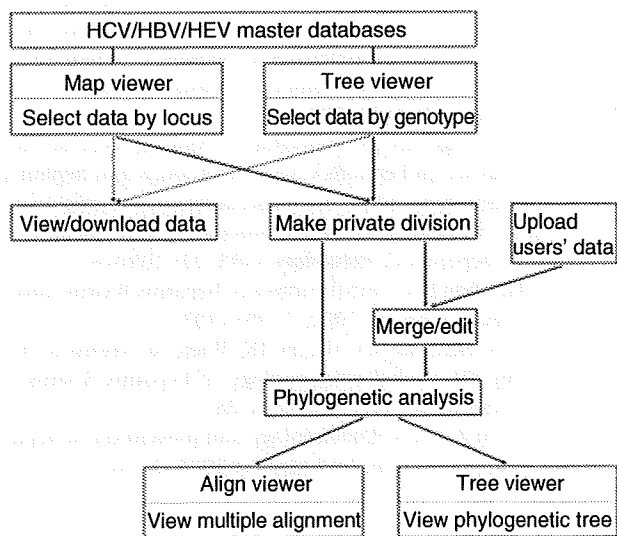 HCV/HBV/HEV master databases
Map viewer
Select data by locus
Tree viewer
Select data by genotype
View/download data
Make private division
Upload
users' data
Merge/edit
Phylogenetic analysis
Align viewer
View multiple alignment
Tree viewer
View phylogenetic tree